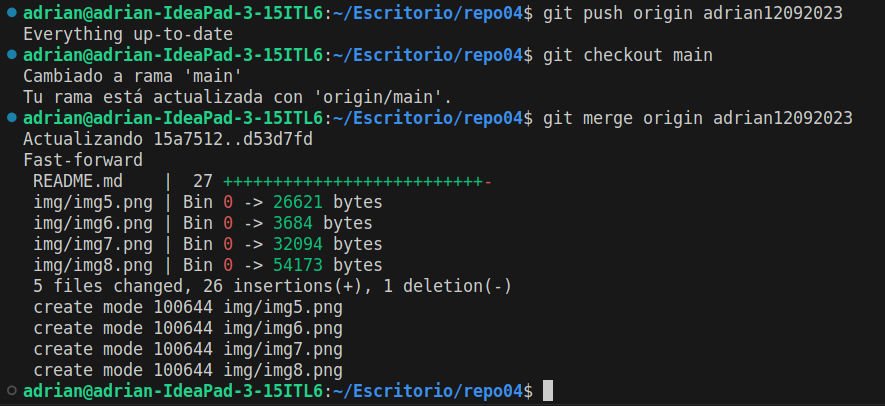 adrian@adrian-IdeaPad-3-15ITL6:~/Escritorio/repo04$ git push origin adrian12092023
Everything up-to-date
adrian@adrian-IdeaPad-3-15ITL6:~/Escritorio/repo04$ git checkout main
Cambiado a rama 'main'
Tu rama está actualizada con 'origin/main'.
adrian@adrian-IdeaPad-3-15ITL6:~/Escritorio/repo04$ git merge origin adrian12092023
Actualizando 15a7512..d53d7fd
Fast-forward
 README.md    |  27 ++++++++++++++++++++++++++-
 img/img5.png | Bin 0 -> 26621 bytes
 img/img6.png | Bin 0 -> 3684 bytes
 img/img7.png | Bin 0 -> 32094 bytes
 img/img8.png | Bin 0 -> 54173 bytes
 5 files changed, 26 insertions(+), 1 deletion(-)
 create mode 100644 img/img5.png
 create mode 100644 img/img6.png
 create mode 100644 img/img7.png
 create mode 100644 img/img8.png
adrian@adrian-IdeaPad-3-15ITL6:~/Escritorio/repo04$